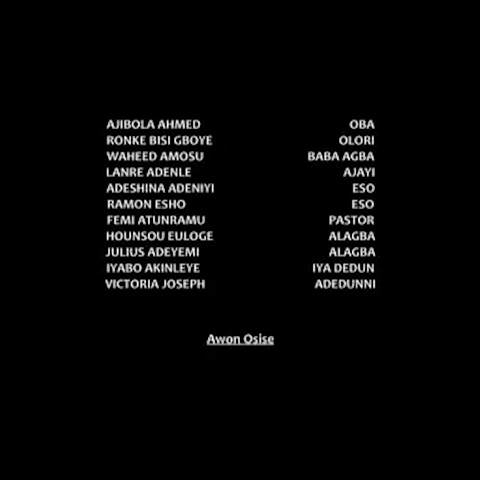 AJIBOLA AHMED OBA
RONKE BISI GBOYE OLORI
WAHEED AMOSU BABA AGBA
LANRE ADENLE AJAYI
ADESHINA ADENIYI ESO
RAMON ESHO ESO
FEMI ATUNRAMU PASTOR
HOUNSOU EULOGE ALAGBA
JULIUS ADEYEMI ALAGBA
IYABO AKINLEYE IYA DEDUN
VICTORIA JOSEPH ADEDUNNI
Awon Osise